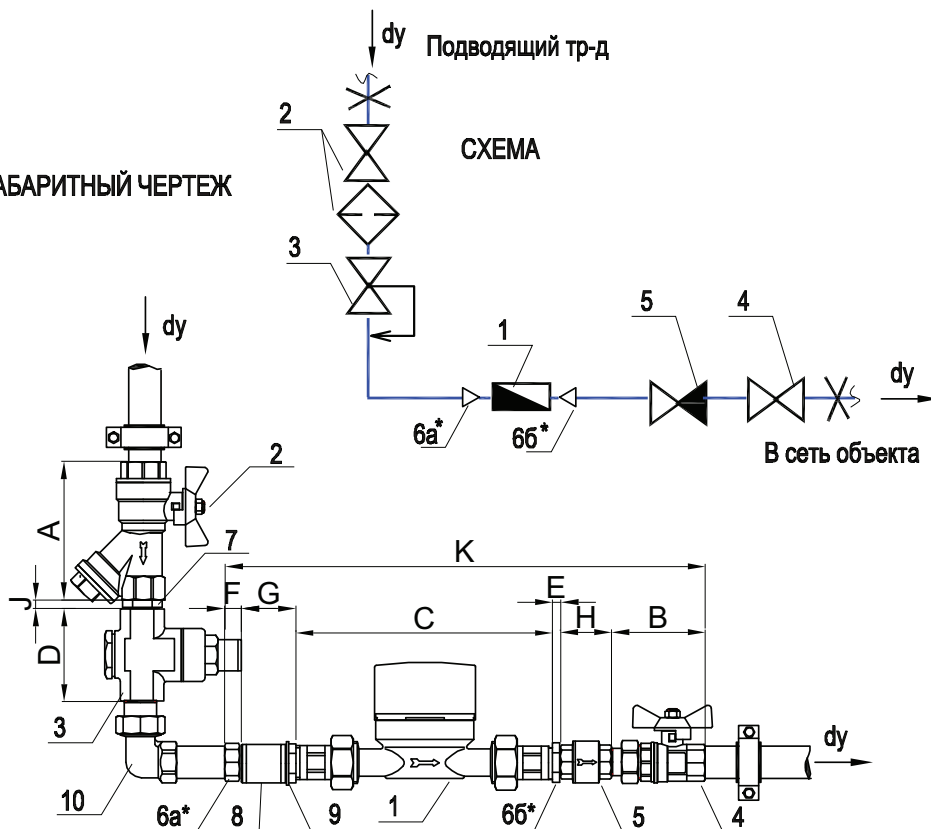 dy
Подводящий тр-д
2
СХЕМА
АБАРИТНЫЙ ЧЕРТЕЖ
3
dy
1
5
4
dy
6а*
6б*
В сеть объекта
2
A
7
K
J
F
G
E
C
H
B
D
3
dy
10
6а*
8
9
1
6б*
5
4